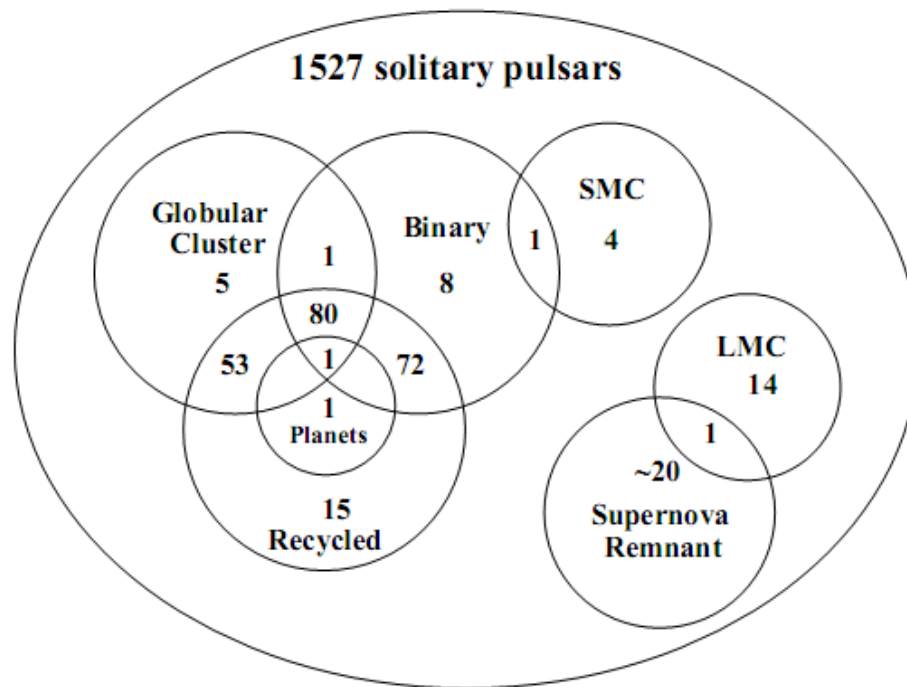 1527 solitary pulsars
Globular
Cluster
5
1
Binary
8
1
SMC
4
80
53
1
72
1
Planets
15
Recycled
LMC
14
1
~20
Supernova
Remnant